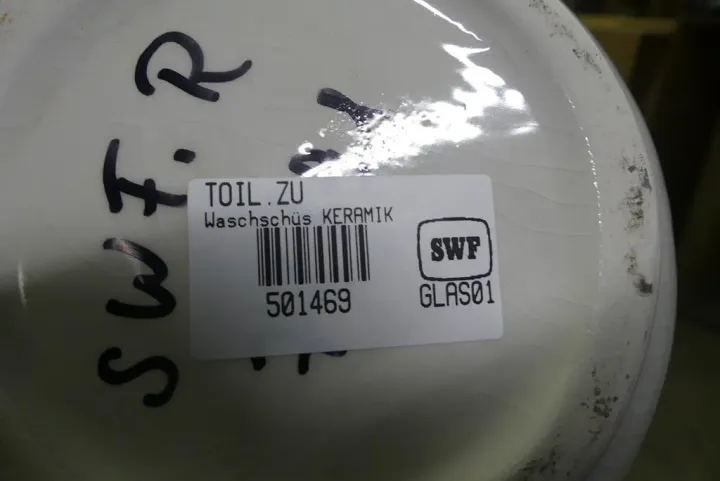 SWF.R
TOIL.ZU
Waschschüs KERAMIK
SWF
501469
GLAS01